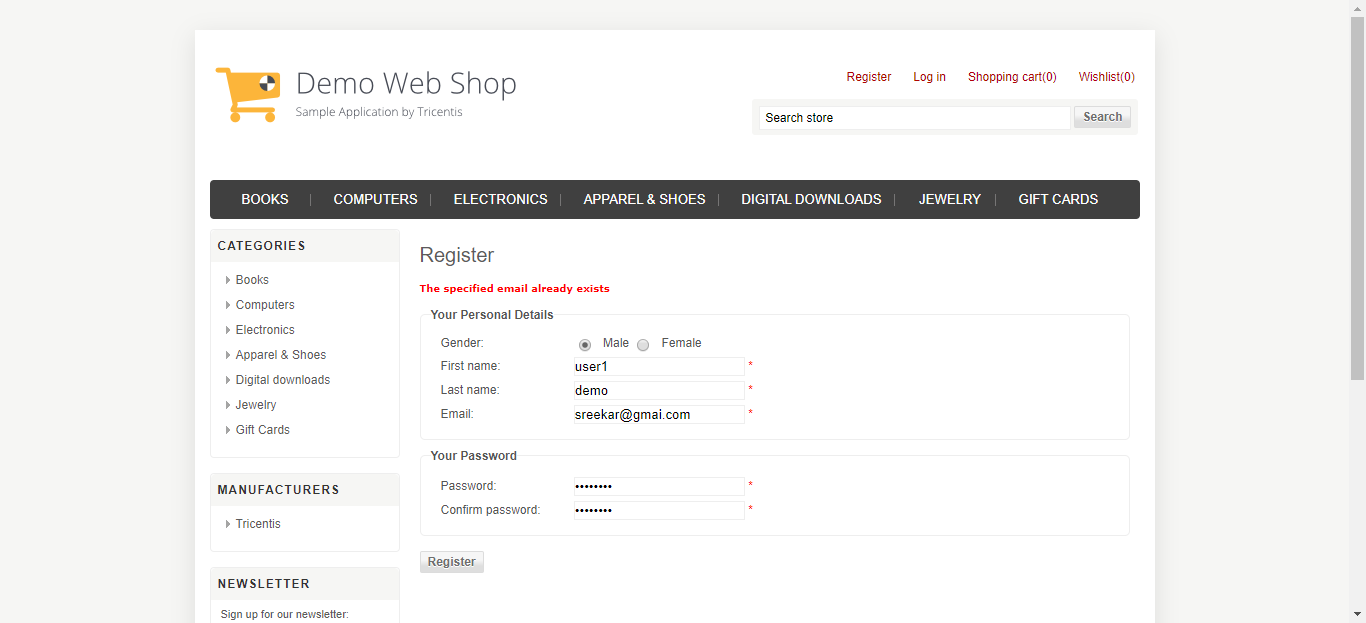 Demo Web Shop
Sample Application by Tricentis
Register Log in Shopping cart(0) Wishlist(0)
Search store Search
BOOKS COMPUTERS ELECTRONICS APPAREL & SHOES DIGITAL DOWNLOADS JEWELRY GIFT CARDS
CATEGORIES
Books
Computers
Electronics
Apparel & Shoes
Digital downloads
Jewelry
Gift Cards
MANUFACTURERS
Tricentis
NEWSLETTER
Sign up for our newsletter:
Register
The specified email already exists
Your Personal Details
Gender: Male Female
First name: user1 *
Last name: demo *
Email: sreekar@gmai.com *
Your Password
Password: •••••••• *
Confirm password: •••••••• *
Register